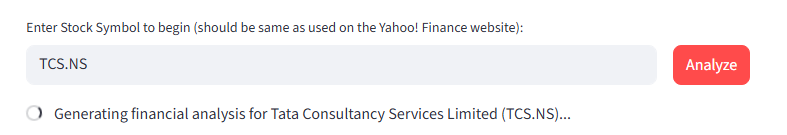 Enter Stock Symbol to begin (should be same as used on the Yahoo! Finance website):
TCS.NS
Analyze
Generating financial analysis for Tata Consultancy Services Limited (TCS.NS)...